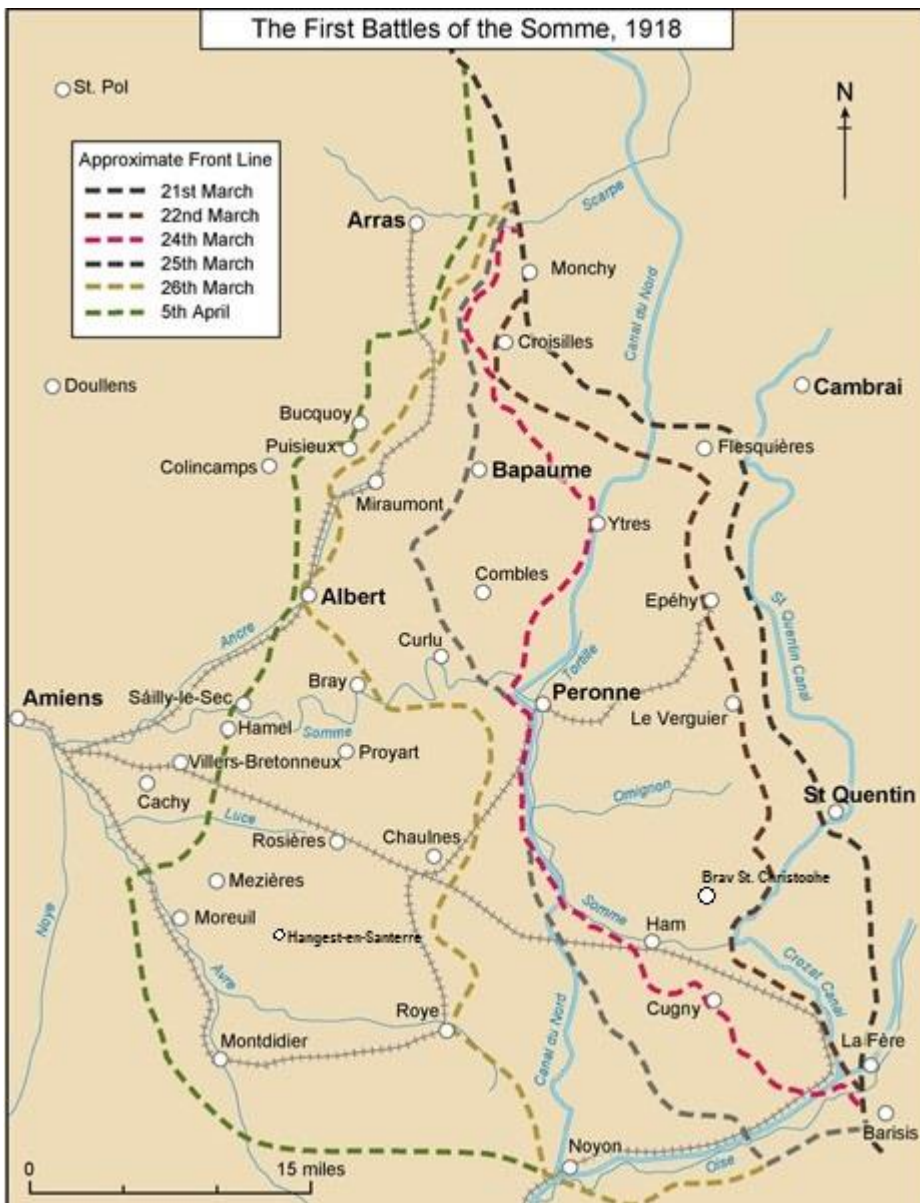 The First Battles of the Somme, 1918
St. Pol
N
Approximate Front Line
21st March
22nd March
24th March
25th March
26th March
5th April
Scarpe
Arras
Monchy
Canal du Nord
Croisilles
Doullens
Cambrai
Bucquoy
Puisieux
Flesquières
Colincamps
Bapaume
Miraumont
Ytres
Combles
Albert
Epéhy
St Quentin Canal
Ancre
Curlu
Tortille
Bray
Amiens
Sáilly-le-Sec
Peronne
Le Verguier
Hamel
Somme
Proyart
Villers-Bretonneux
Cachy
Omignon
St Quentin
Luce
Rosières
Chaulnes
Mezières
Brav St. Christoohe
Noye
Moreuil
Somme
Hangest-en-Santerre
Ham
Avre
Crozat Canal
Cugny
Roye
Canal du Nord
Montdidier
La Fère
Barisis
Noyon
Oise
0 15 miles